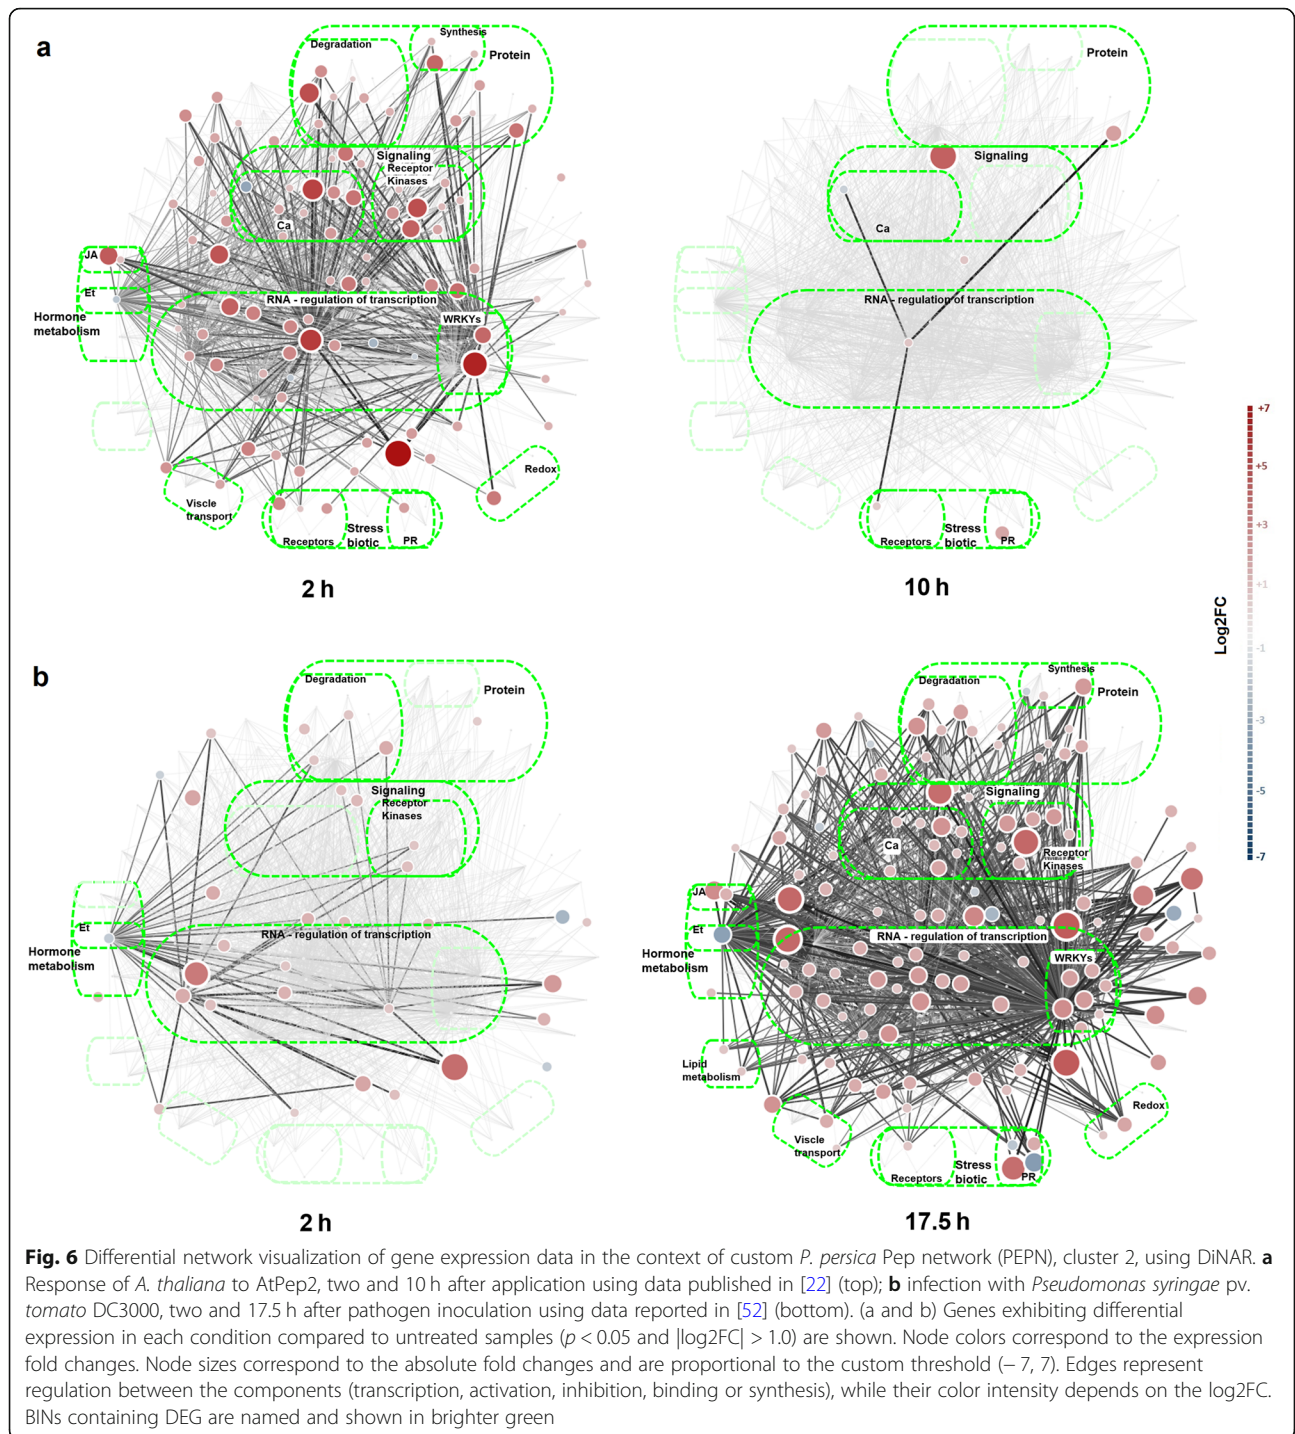 a
Degradation
Synthesis
Protein
Signaling
Receptor
Kinases
Ca
JA
Et
Hormone
metabolism
RNA - regulation of transcription
WRKYs
Viscle
transport
Receptors
Stress
biotic
PR
Redox
2 h
Protein
Signaling
Ca
RNA - regulation of transcription
Receptors
Stress
biotic
PR
10 h
Log2FC
+7
+5
+3
+1
-1
-3
-5
-7
b
Degradation
Protein
Signaling
Receptor
Kinases
Et
Hormone
metabolism
RNA - regulation of transcription
2 h
Degradation
Synthesis
Protein
Signaling
Ca
Receptor
Kinases
JA
Et
Hormone
metabolism
RNA - regulation of transcription
WRKYs
Lipid
metabolism
Viscle
transport
Receptors
Stress
biotic
PR
Redox
17.5 h
Fig. 6 Differential network visualization of gene expression data in the context of custom P. persica Pep network (PEPN), cluster 2, using DiNAR. a
Response of A. thaliana to AtPep2, two and 10 h after application using data published in [22] (top); b infection with Pseudomonas syringae pv.
tomato DC3000, two and 17.5 h after pathogen inoculation using data reported in [52] (bottom). (a and b) Genes exhibiting differential
expression in each condition compared to untreated samples (p < 0.05 and |log2FC| > 1.0) are shown. Node colors correspond to the expression
fold changes. Node sizes correspond to the absolute fold changes and are proportional to the custom threshold (− 7, 7). Edges represent
regulation between the components (transcription, activation, inhibition, binding or synthesis), while their color intensity depends on the log2FC.
BINs containing DEG are named and shown in brighter green